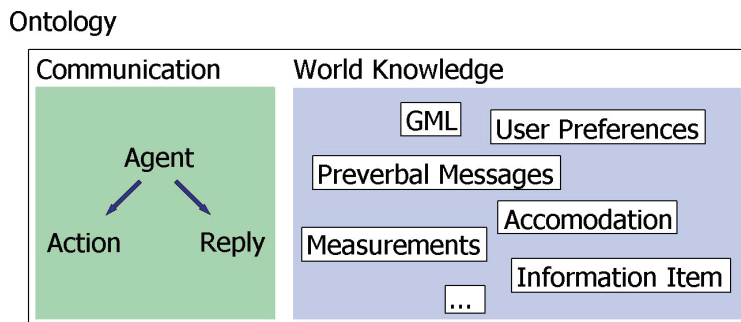 Ontology
Communication
World Knowledge
GML
User Preferences
Agent
Preverbal Messages
Accomodation
Action
Reply
Measurements
Information Item
...